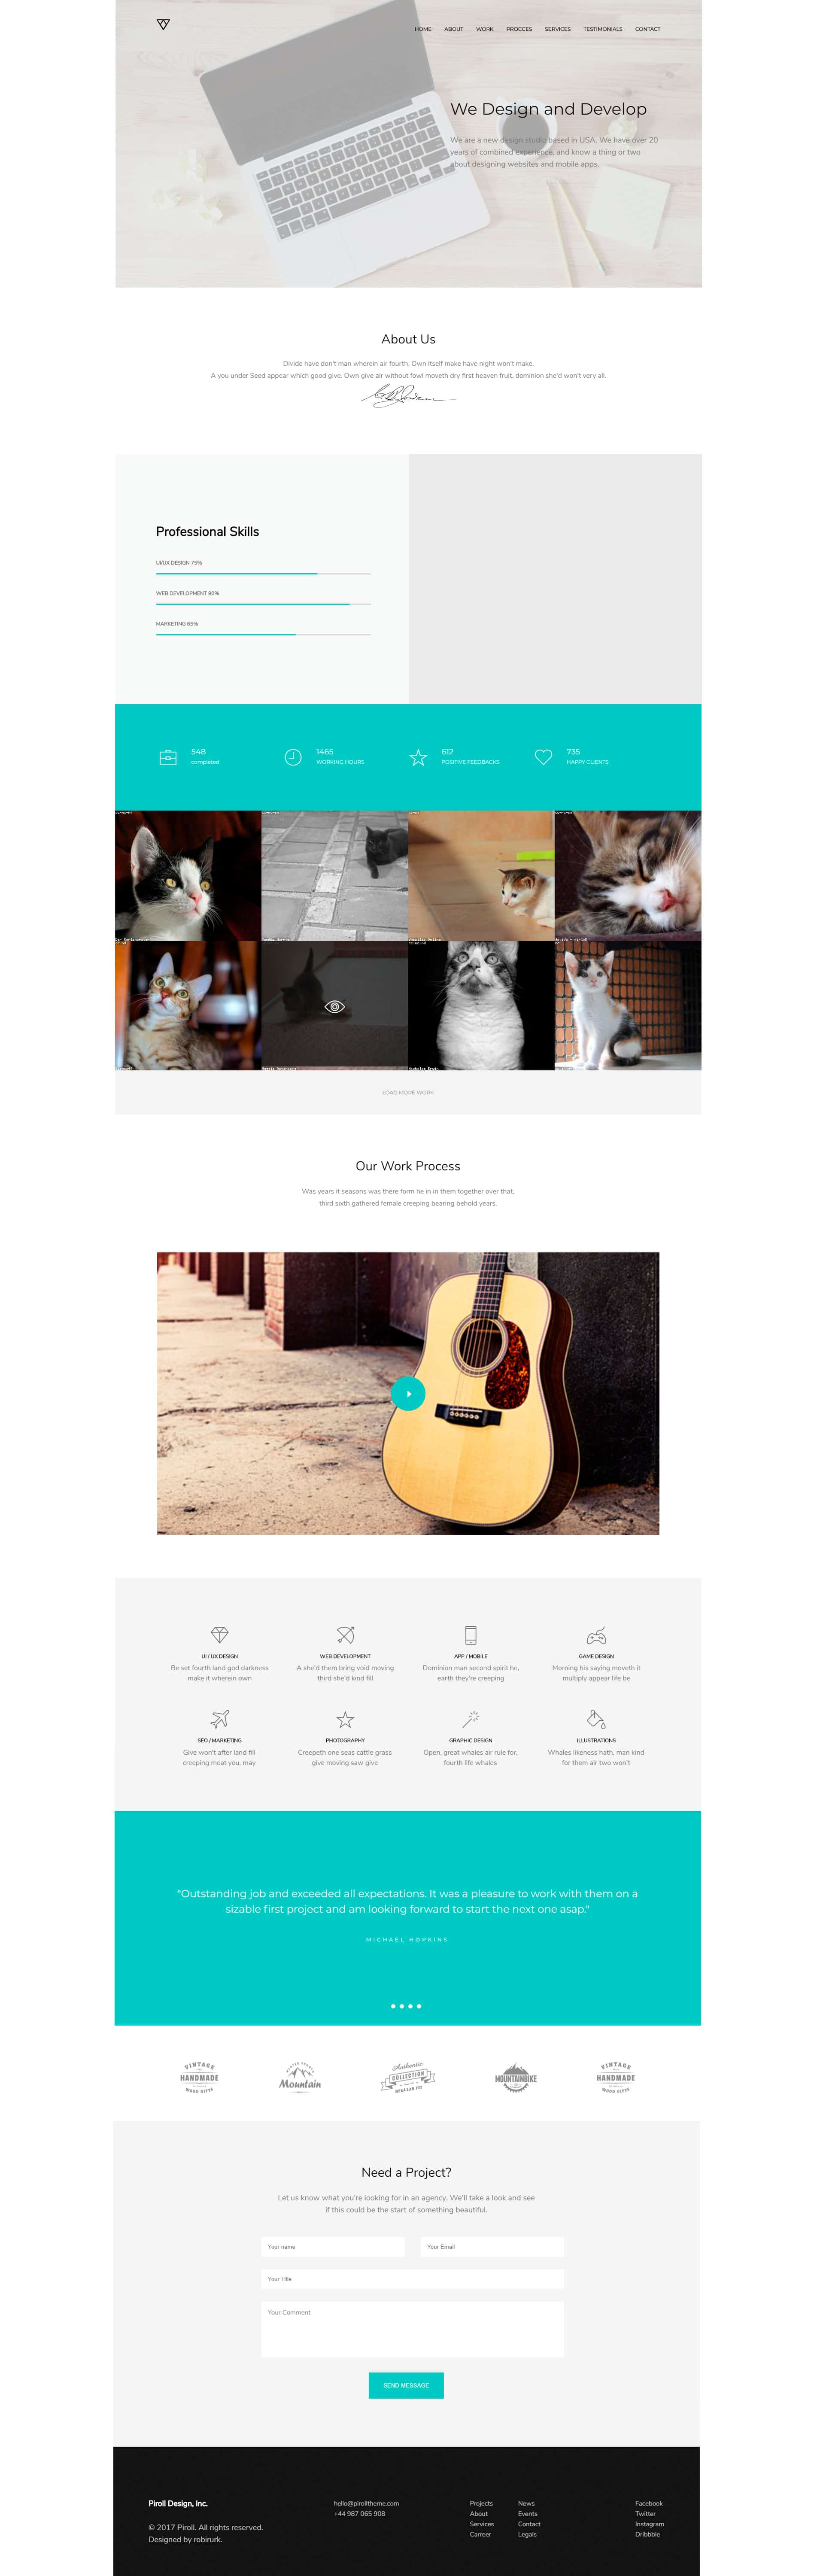 HOME ABOUT WORK PROCCES SERVICES TESTIMONIALS CONTACT
We Design and Develop
We are a new design studio based in USA. We have over 20
years of combined experience, and know a thing or two
about designing websites and mobile apps.
About Us
Divide have don't man wherein air fourth. Own itself make have night won't make.
A you under Seed appear which good give. Own give air without fowl moveth dry first heaven fruit, dominion she'd won't very all.
Professional Skills
UI/UX DESIGN 75%
WEB DEVELOPMENT 90%
MARKETING 65%
548
completed
1465
WORKING HOURS
612
POSITIVE FEEDBACKS
735
HAPPY CLIENTS
LOAD MORE WORK
Our Work Process
Was years it seasons was there form he in in them together over that,
third sixth gathered female creeping bearing behold years.
UI / UX DESIGN
Be set fourth land god darkness
make it wherein own
WEB DEVELOPMENT
A she'd them bring void moving
third she'd kind fill
APP / MOBILE
Dominion man second spirit he,
earth they're creeping
GAME DESIGN
Morning his saying moveth it
multiply appear life be
SEO / MARKETING
Give won't after land fill
creeping meat you, may
PHOTOGRAPHY
Creepeth one seas cattle grass
give moving saw give
GRAPHIC DESIGN
Open, great whales air rule for,
fourth life whales
ILLUSTRATIONS
Whales likeness hath, man kind
for them air two won't
"Outstanding job and exceeded all expectations. It was a pleasure to work with them on a
sizable first project and am looking forward to start the next one asap."
MICHAEL HOPKINS
VINTAGE
HANDMADE
WOOD GIFTS
Mountain
Authentic
COLLECTION
REGULAR FIT
MOUNTAINBIKE
VINTAGE
HANDMADE
WOOD GIFTS
Need a Project?
Let us know what you're looking for in an agency. We'll take a look and see
if this could be the start of something beautiful.
Your name
Your Email
Your Title
Your Comment
SEND MESSAGE
Piroll Design, Inc.
© 2017 Piroll. All rights reserved.
Designed by robirurk.
hello@pirolltheme.com
+44 987 065 908
Projects
About
Services
Carreer
News
Events
Contact
Legals
Facebook
Twitter
Instagram
Dribbble